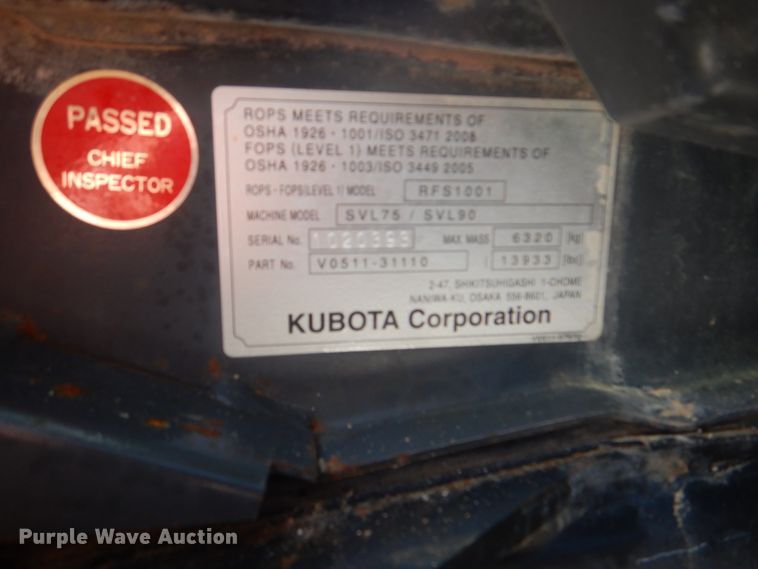 PASSED
CHIEF
INSPECTOR
ROPS MEETS REQUIREMENTS OF
OSHA 1926 - 1001/ISO 3471 2008
FOPS (LEVEL 1) MEETS REQUIREMENTS OF
OSHA 1926 - 1003/ISO 3449 2005
ROPS - FOPS(LEVEL 1) MODEL RFS1001
MACHINE MODEL SVL75 / SVL90
SERIAL No. MAX. MASS 6320 [kg]
PART No. V0511-31110 ( 13933 [lbs])
2-47, SHIKITSUHIGASHI 1-CHOME
NANIWA-KU, OSAKA 556-8601, JAPAN
KUBOTA Corporation
Purple Wave Auction